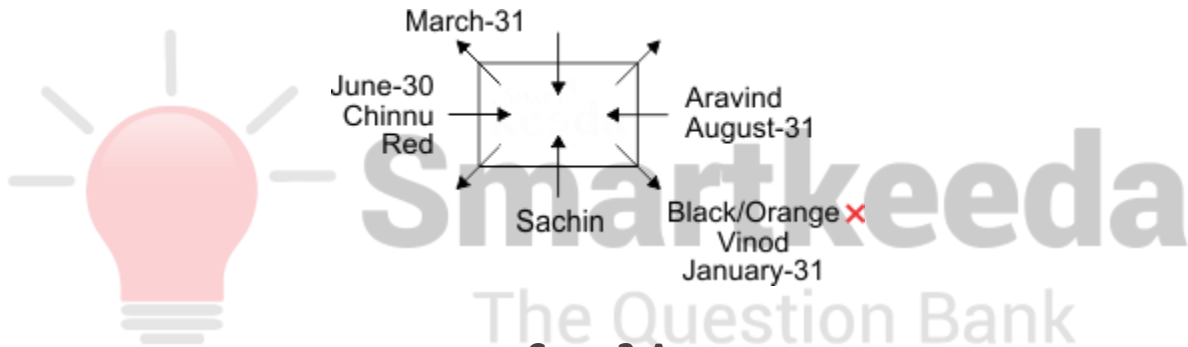 March-31
June-30
Chinnu
Red
Aravind
August-31
Sachin
Black/Orange ×
Vinod
January-31
Smartkeeda
The Question Bank